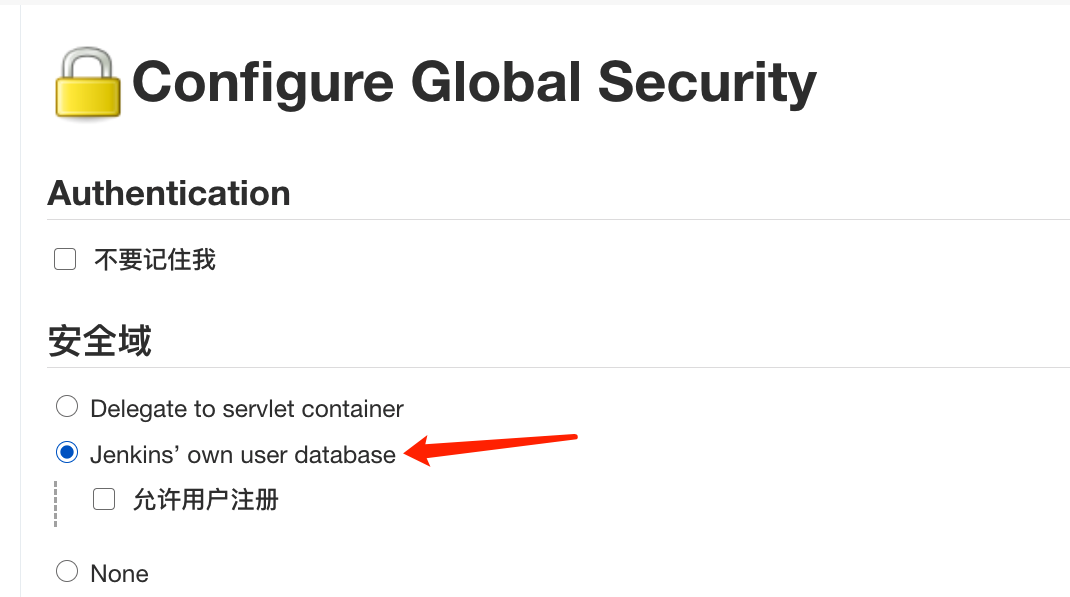 Configure Global Security
Authentication
不要记住我
安全域
Delegate to servlet container
Jenkins’ own user database
允许用户注册
None